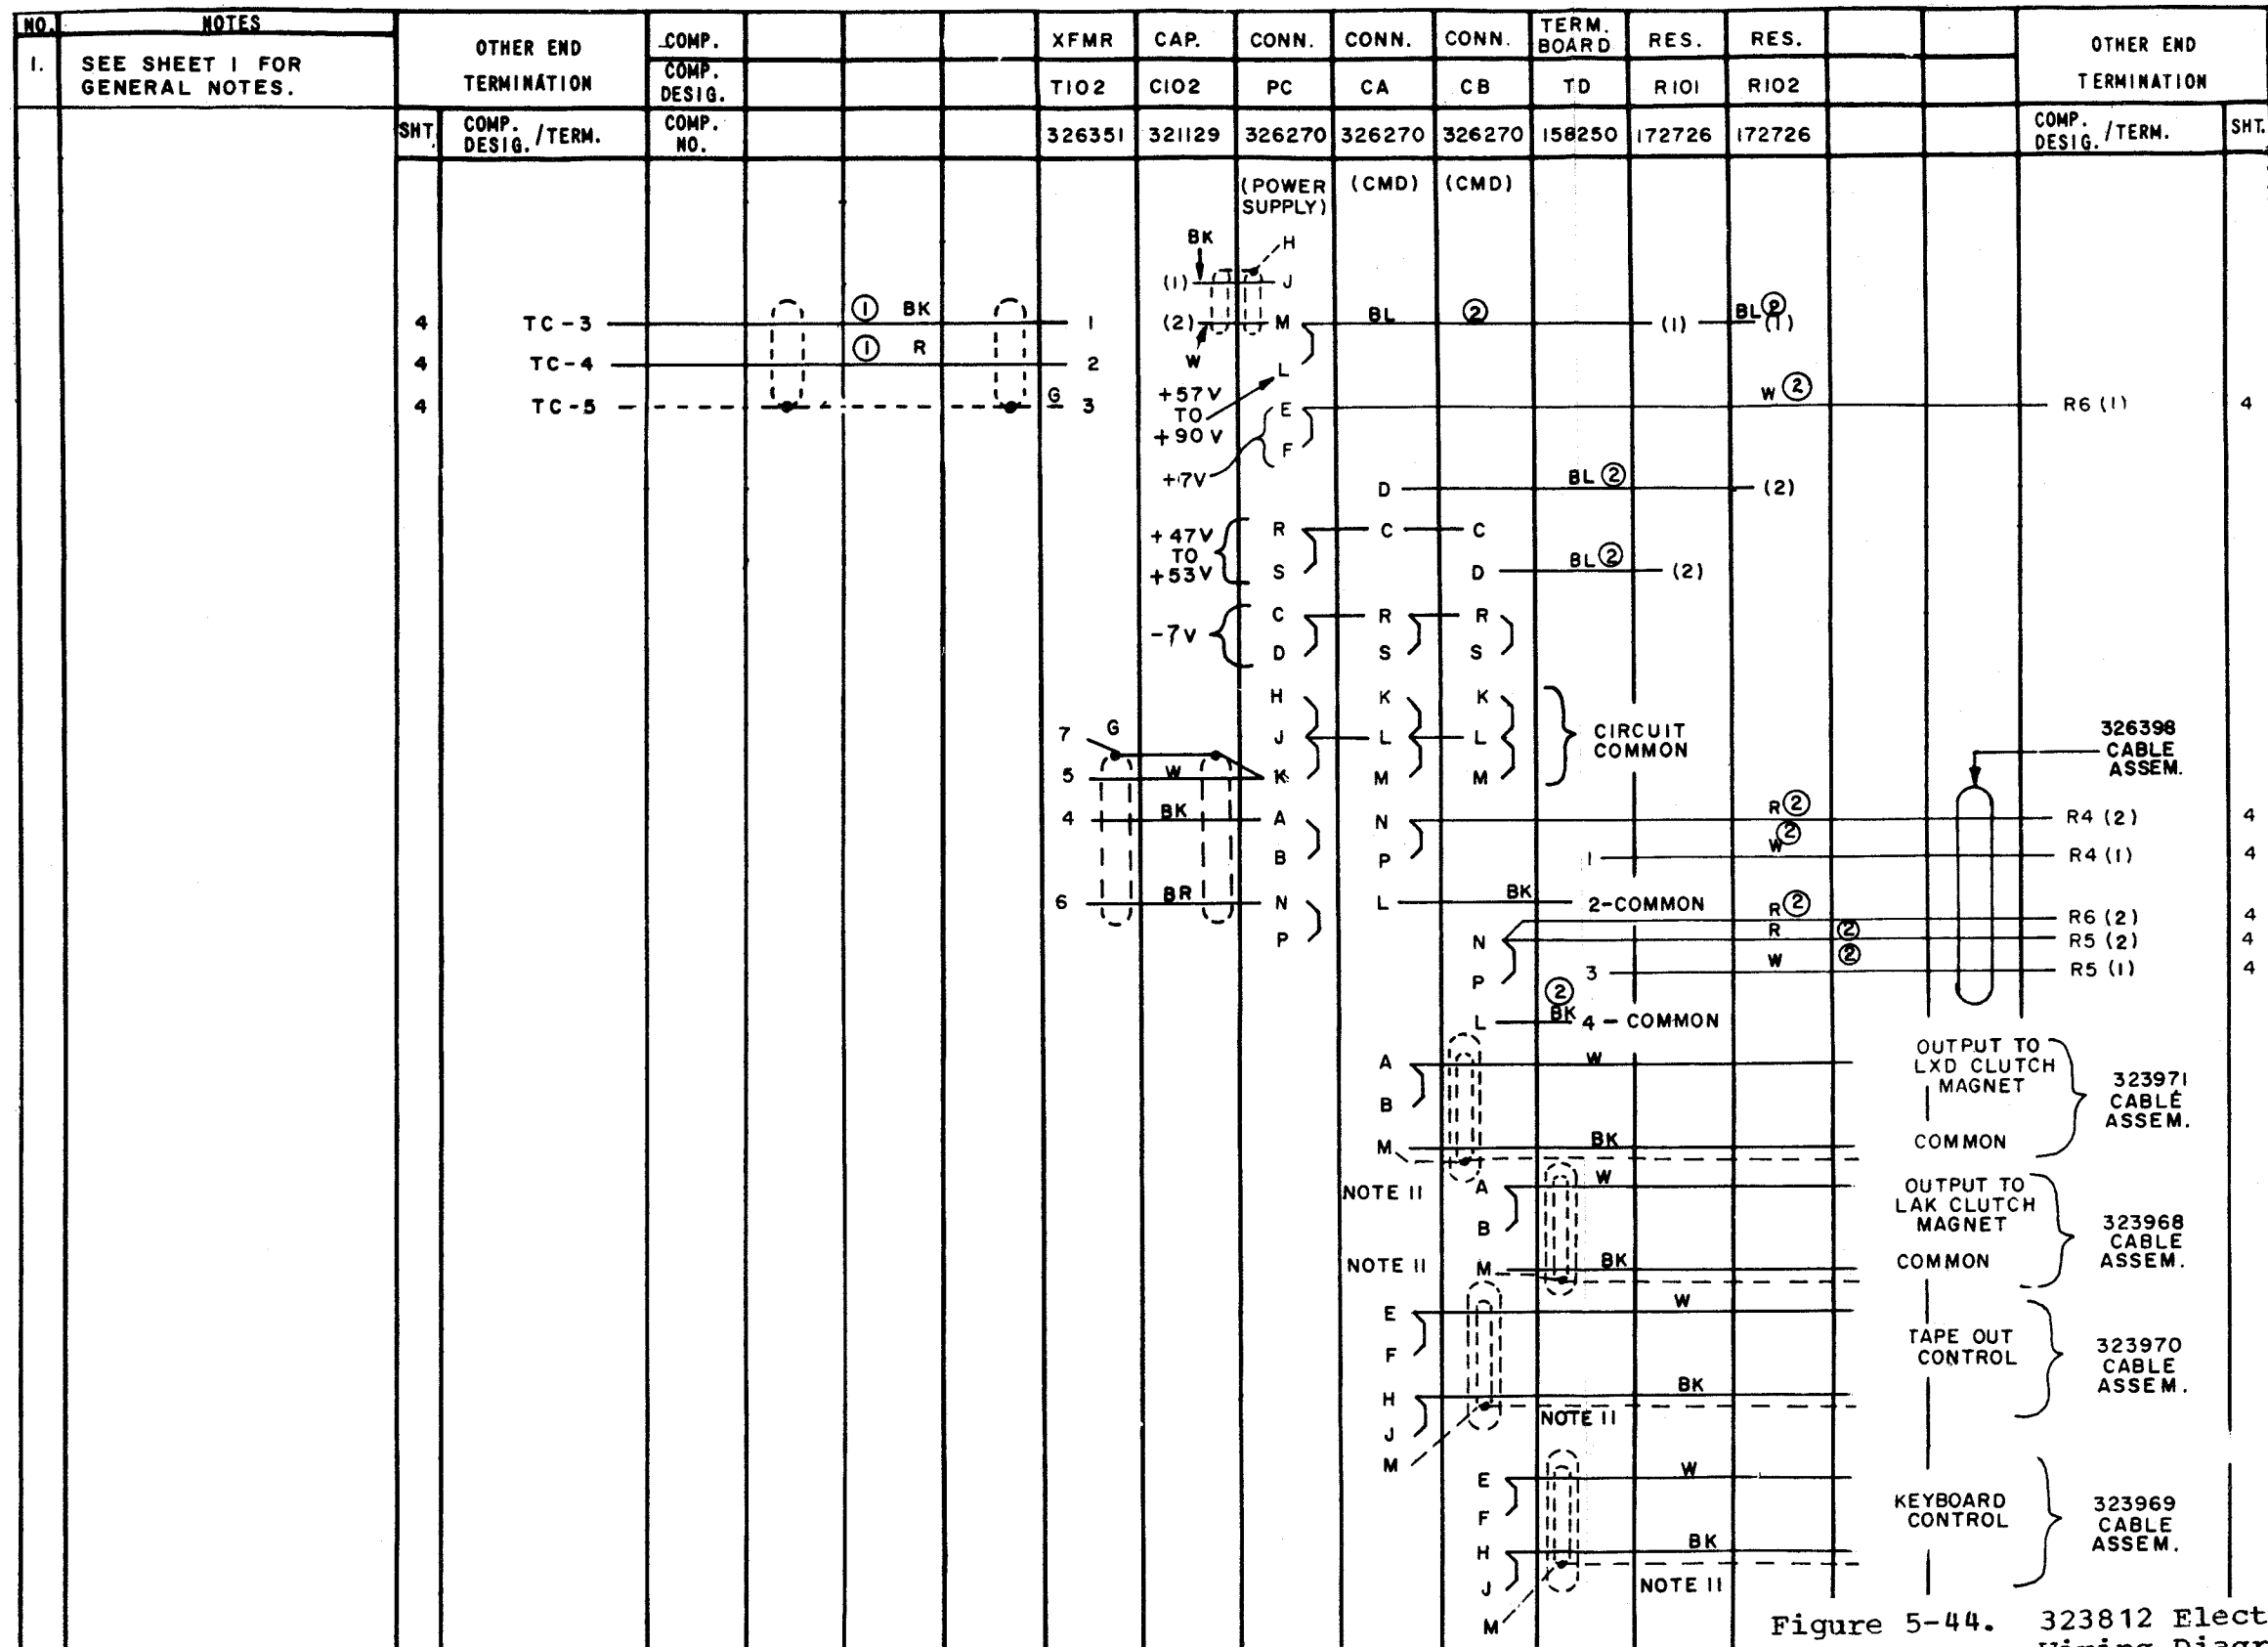 NO. NOTES
1. SEE SHEET 1 FOR
GENERAL NOTES.
OTHER END
TERMINATION
SHT. COMP. DESIG. / TERM.
COMP.
COMP. DESIG.
COMP. NO.
XFMR CAP. CONN. CONN. CONN. TERM. BOARD RES. RES.
T102 C102 PC CA CB TD R101 R102
326351 321129 326270 326270 326270 158250 172726 172726
OTHER END
TERMINATION
COMP. DESIG. / TERM. SHT.
(POWER SUPPLY) (CMD) (CMD)
BK H
(1) J
4 TC-3 1 BK 1 (2) M BL 2 (1) BL 2 (1)
4 TC-4 1 R 2 W L
4 TC-5 G 3
+57V
TO
+90V
E W 2 R6 (1) 4
F
+7V
D BL 2 (2)
+47V
TO
+53V
R C C
S D BL 2 (2)
-7V
C R R
D S S
H K K
7 G J L L
5 W K M M
CIRCUIT
COMMON
326398
CABLE
ASSEM.
4 BK A N R 2 R4 (2) 4
B P 1 W 2 R4 (1) 4
6 BR N L BK 2-COMMON
R 2 R6 (2) 4
P N R 2 R5 (2) 4
P 3 W 2 R5 (1) 4
2
L BK 4 - COMMON
A W
B
M BK
OUTPUT TO
LXD CLUTCH
MAGNET
COMMON
323971
CABLE
ASSEM.
NOTE 11 A W
B
NOTE 11 M BK
OUTPUT TO
LAK CLUTCH
MAGNET
COMMON
323968
CABLE
ASSEM.
E W
F
H BK
J
M
NOTE 11
TAPE OUT
CONTROL
323970
CABLE
ASSEM.
E W
F
H BK
J
M
NOTE 11
KEYBOARD
CONTROL
323969
CABLE
ASSEM.
Figure 5-44. 323812 Elect